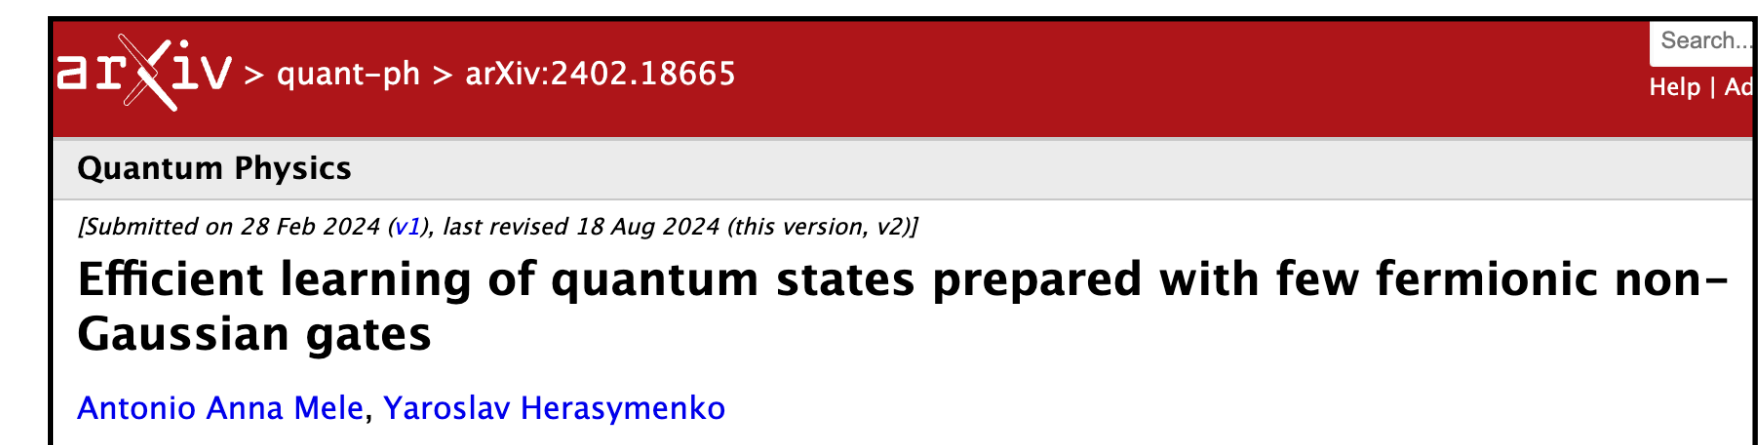 arXiv > quant-ph > arXiv:2402.18665
Search...
Help | Ad
Quantum Physics
[Submitted on 28 Feb 2024 (v1), last revised 18 Aug 2024 (this version, v2)]
Efficient learning of quantum states prepared with few fermionic non-
Gaussian gates
Antonio Anna Mele, Yaroslav Herasymenko